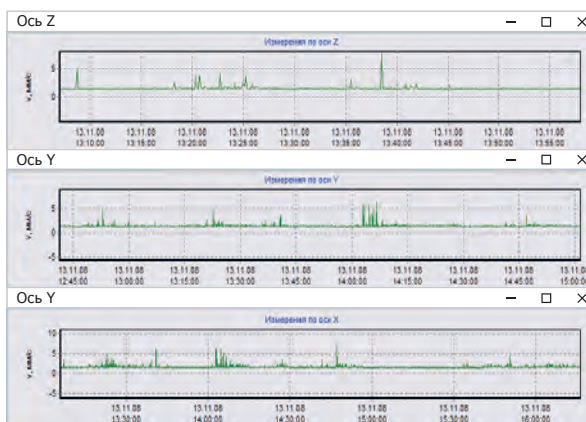 Ось Z
Измерения по оси Z
v, мм/с
5
0
13.11.08 13.11.08 13.11.08 13.11.08 13.11.08 13.11.08 13.11.08 13.11.08 13.11.08 13.11.08
13:10:00 13:15:00 13:20:00 13:25:00 13:30:00 13:35:00 13:40:00 13:45:00 13:50:00 13:55:00
Ось Y
Измерения по оси Y
v, мм/с
5
0
-5
13.11.08 13.11.08 13.11.08 13.11.08 13.11.08 13.11.08 13.11.08 13.11.08 13.11.08 13.11.08
12:45:00 13:00:00 13:15:00 13:30:00 13:45:00 14:00:00 14:15:00 14:30:00 14:45:00 15:00:00
Ось Y
Измерения по оси X
v, мм/с
10
5
0
-5
13.11.08 13.11.08 13.11.08 13.11.08 13.11.08 13.11.08
13:30:00 14:00:00 14:30:00 15:00:00 15:30:00 16:00:00